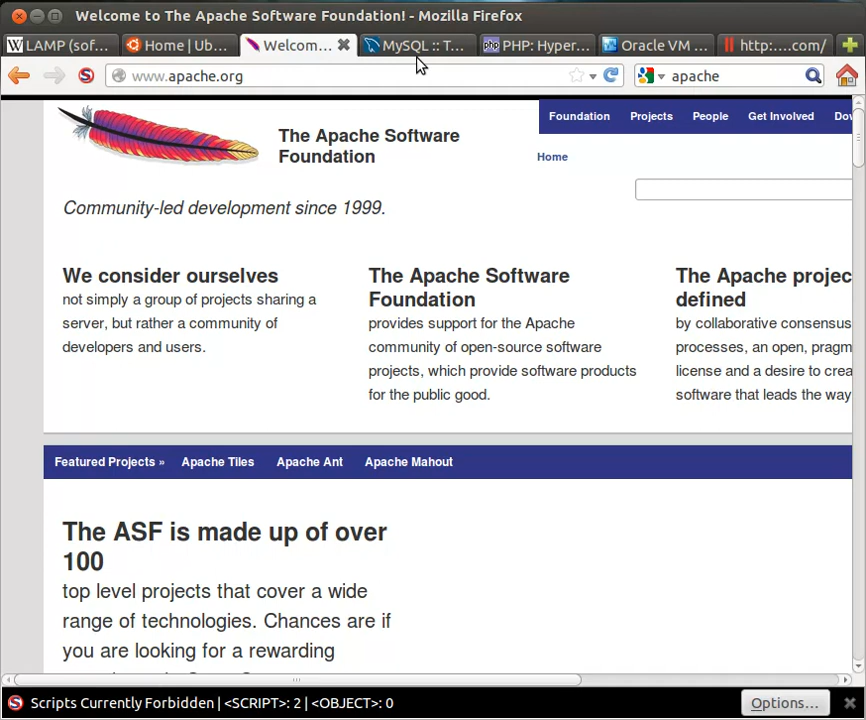 Welcome to The Apache Software Foundation! - Mozilla Firefox
W LAMP (sof...
Home | Ub...
Welcom...
MySQL :: T...
php PHP: Hyper...
Oracle VM ...
http:....com/
www.apache.org
apache
The Apache Software
Foundation
Foundation Projects People Get Involved Dow
Home
Community-led development since 1999.
We consider ourselves
not simply a group of projects sharing a
server, but rather a community of
developers and users.
The Apache Software
Foundation
provides support for the Apache
community of open-source software
projects, which provide software products
for the public good.
The Apache projec
defined
by collaborative consensus
processes, an open, pragm
license and a desire to crea
software that leads the way
Featured Projects » Apache Tiles Apache Ant Apache Mahout
The ASF is made up of over
100
top level projects that cover a wide
range of technologies. Chances are if
you are looking for a rewarding
S Scripts Currently Forbidden | <SCRIPT>: 2 | <OBJECT>: 0
Options...